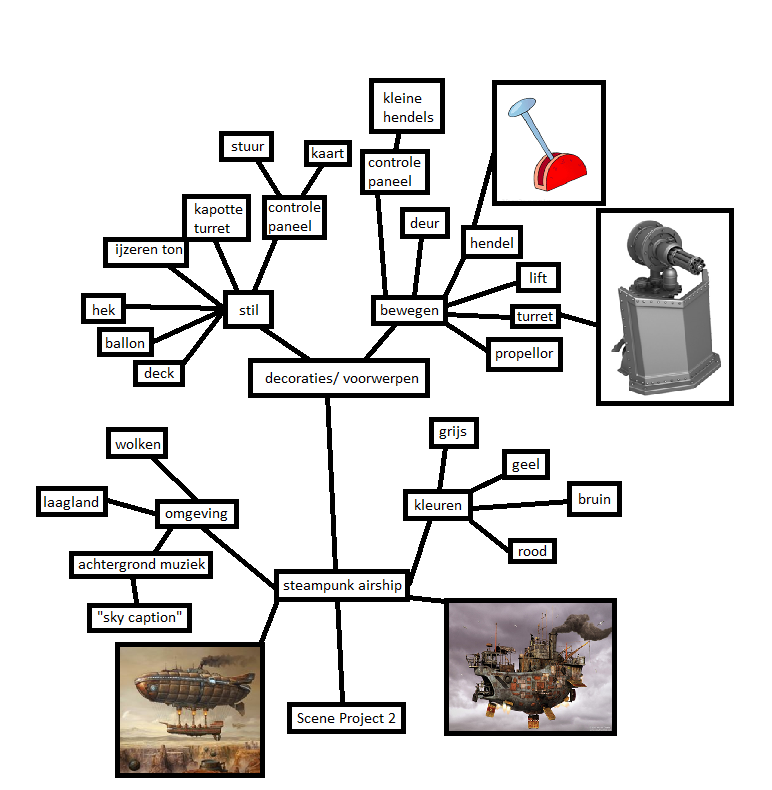 kleine
hendels
stuur
kaart
controle
paneel
kapotte
turret
controle
paneel
deur
ijzeren ton
hendel
lift
hek
stil
bewegen
turret
ballon
propellor
deck
decoraties/ voorwerpen
grijs
wolken
geel
laagland
omgeving
kleuren
bruin
rood
achtergrond muziek
steampunk airship
"sky caption"
Scene Project 2